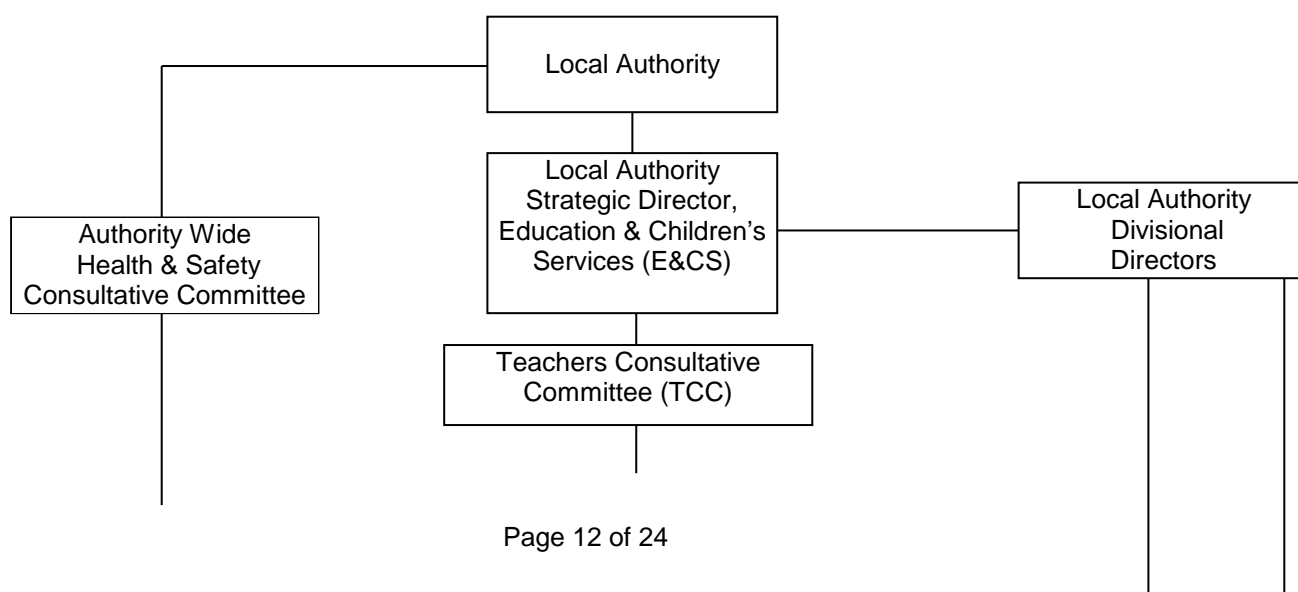 Local Authority
Local Authority
Strategic Director,
Education & Children’s
Services (E&CS)
Local Authority
Divisional
Directors
Authority Wide
Health & Safety
Consultative Committee
Teachers Consultative
Committee (TCC)
Page 12 of 24